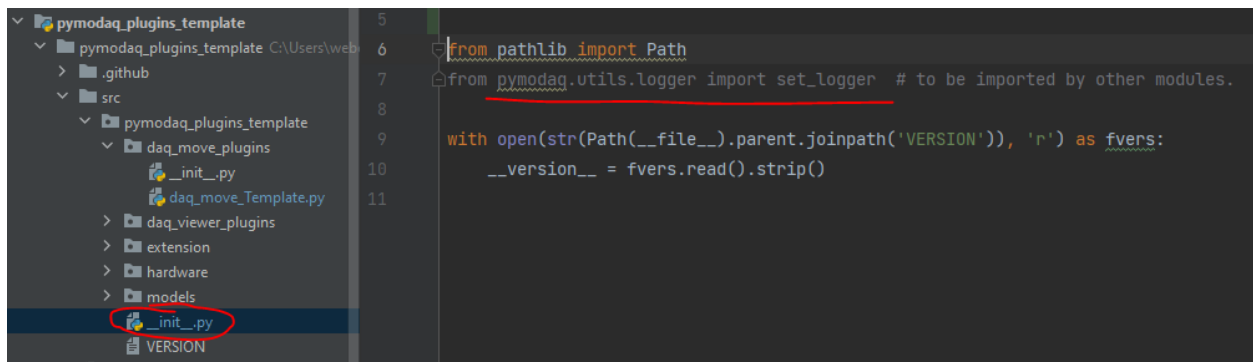 pymodaq_plugins_template
pymodaq_plugins_template C:\Users\web
.github
src
pymodaq_plugins_template
daq_move_plugins
__init__.py
daq_move_Template.py
daq_viewer_plugins
extension
hardware
models
__init__.py
VERSION
5
6 from pathlib import Path
7 from pymodaq.utils.logger import set_logger # to be imported by other modules.
8
9 with open(str(Path(__file__).parent.joinpath('VERSION')), 'r') as fvers:
10 __version__ = fvers.read().strip()
11